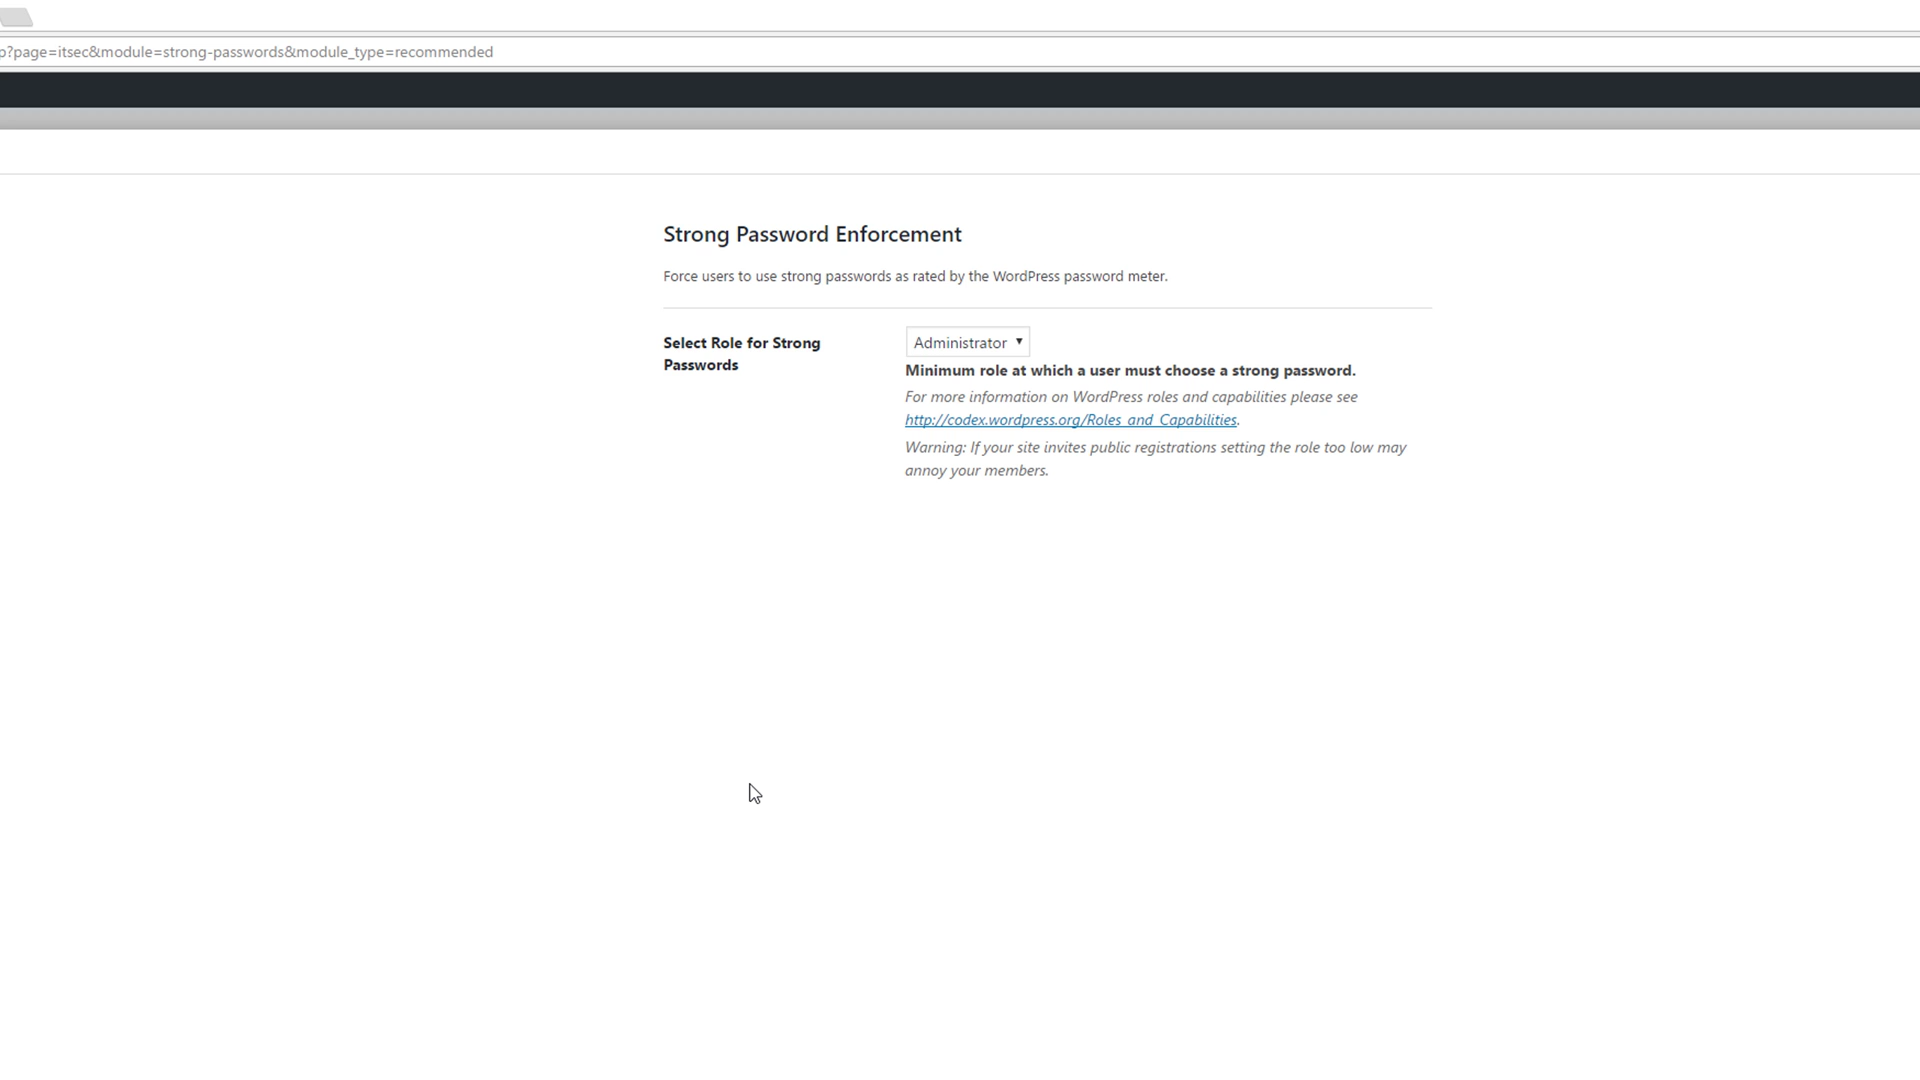 p?page=itsec&module=strong-passwords&module_type=recommended
Strong Password Enforcement
Force users to use strong passwords as rated by the WordPress password meter.
Select Role for Strong
Passwords
Administrator
Minimum role at which a user must choose a strong password.
For more information on WordPress roles and capabilities please see
http://codex.wordpress.org/Roles_and_Capabilities.
Warning: If your site invites public registrations setting the role too low may
annoy your members.